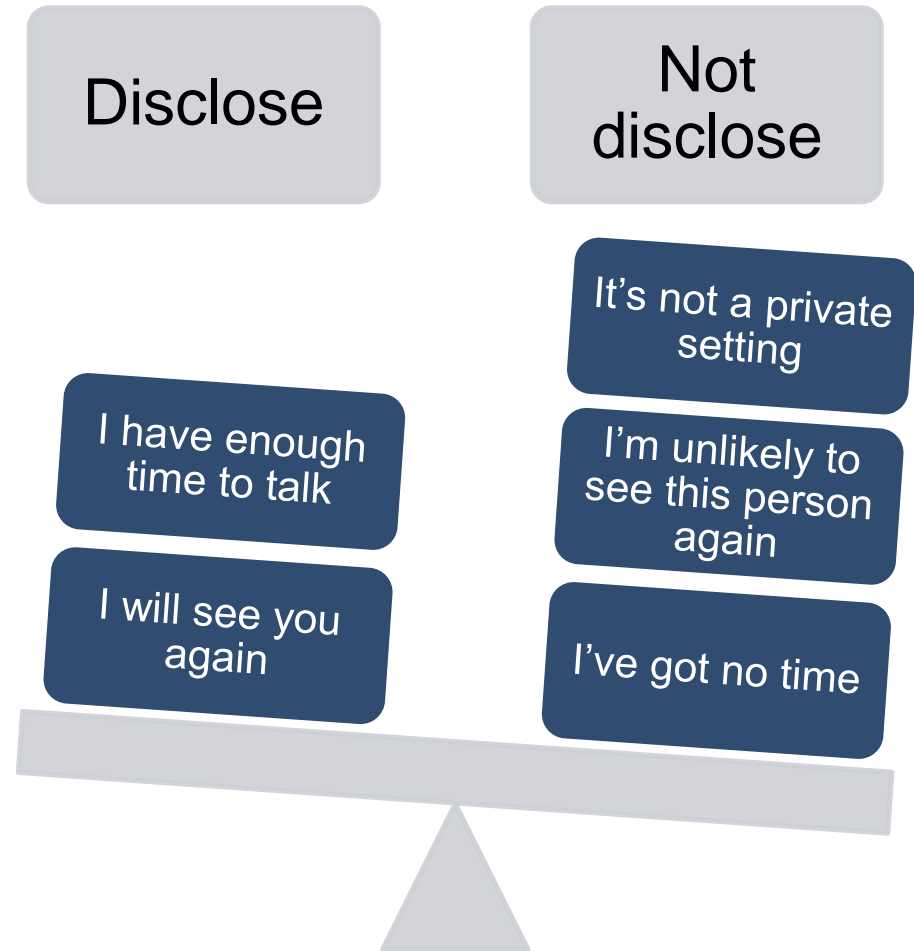 Disclose
Not
disclose
It’s not a private
setting
I have enough
time to talk
I’m unlikely to
see this person
again
I will see you
again
I’ve got no time